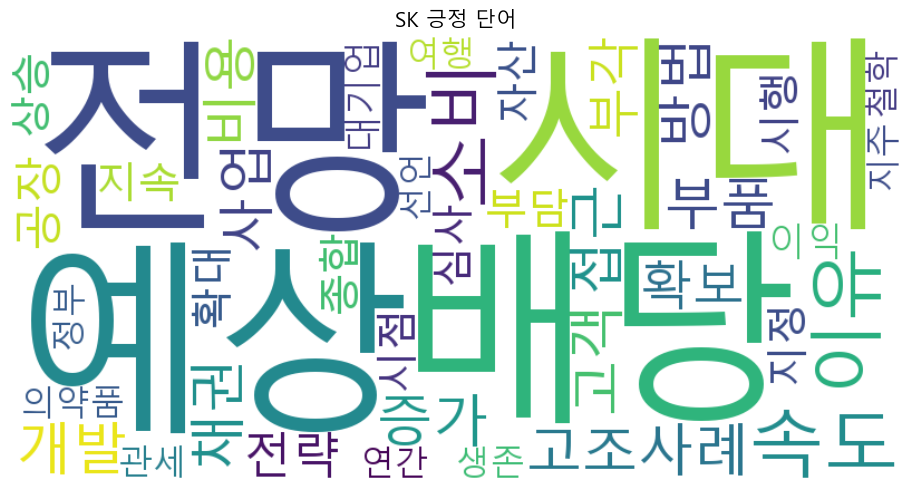 SK 긍정 단어
상승
전망
비용
대기업
여행
소비
자산
시대
부각
방법
시행
지주
철학
공장
지속
사업
선언
심사
부담
접근
부품
이익
예상
정부
확대
종합
시점
배당
고객
확보
지정
이유
의약품
개발
관세
채권
전략
증가
연간
생존
고조
사례
속도